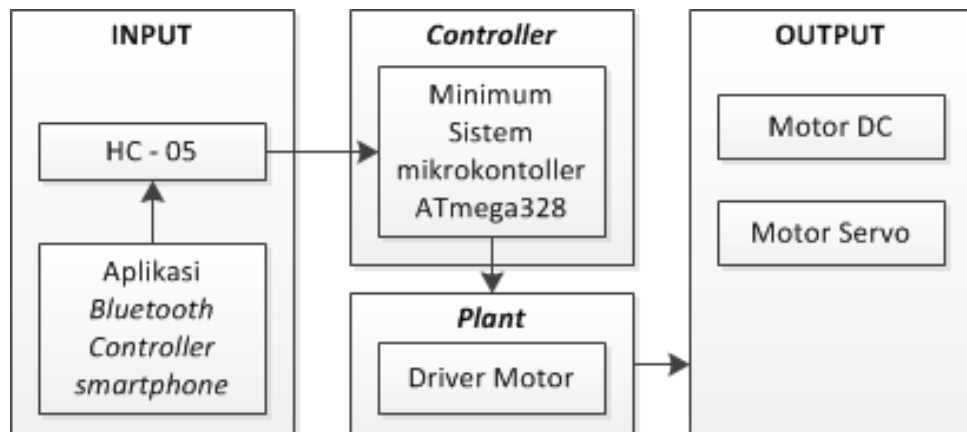 INPUT
HC - 05
Aplikasi
Bluetooth
Controller
smartphone
Controller
Minimum
Sistem
mikrokontoller
ATmega328
Plant
Driver Motor
OUTPUT
Motor DC
Motor Servo